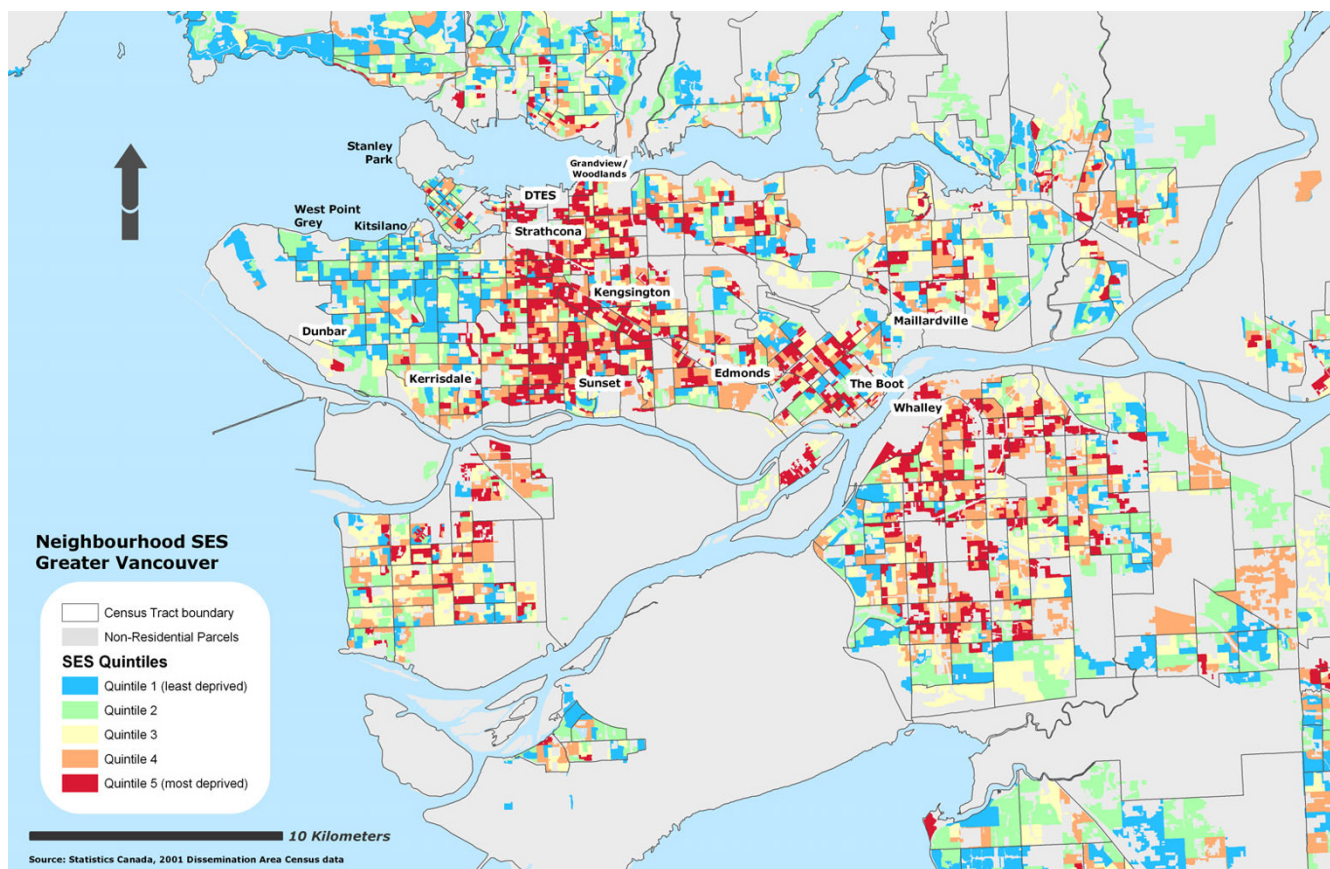 Stanley
Park
Grandview/
Woodlands
DTES
West Point
Grey
Kitsilano
Strathcona
Kengsington
Dunbar
Maillardville
Kerrisdale
Sunset
Edmonds
The Boot
Whalley
Neighbourhood SES
Greater Vancouver
Census Tract boundary
Non-Residential Parcels
SES Quintiles
Quintile 1 (least deprived)
Quintile 2
Quintile 3
Quintile 4
Quintile 5 (most deprived)
10 Kilometers
Source: Statistics Canada, 2001 Dissemination Area Census data